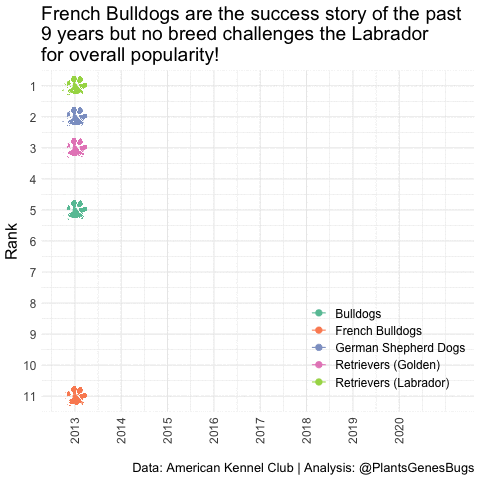 French Bulldogs are the success story of the past
9 years but no breed challenges the Labrador
for overall popularity!
Rank
1
2
3
4
5
6
7
8
9
10
11
Bulldogs
French Bulldogs
German Shepherd Dogs
Retrievers (Golden)
Retrievers (Labrador)
2013
2014
2015
2016
2017
2018
2019
2020
Data: American Kennel Club | Analysis: @PlantsGenesBugs